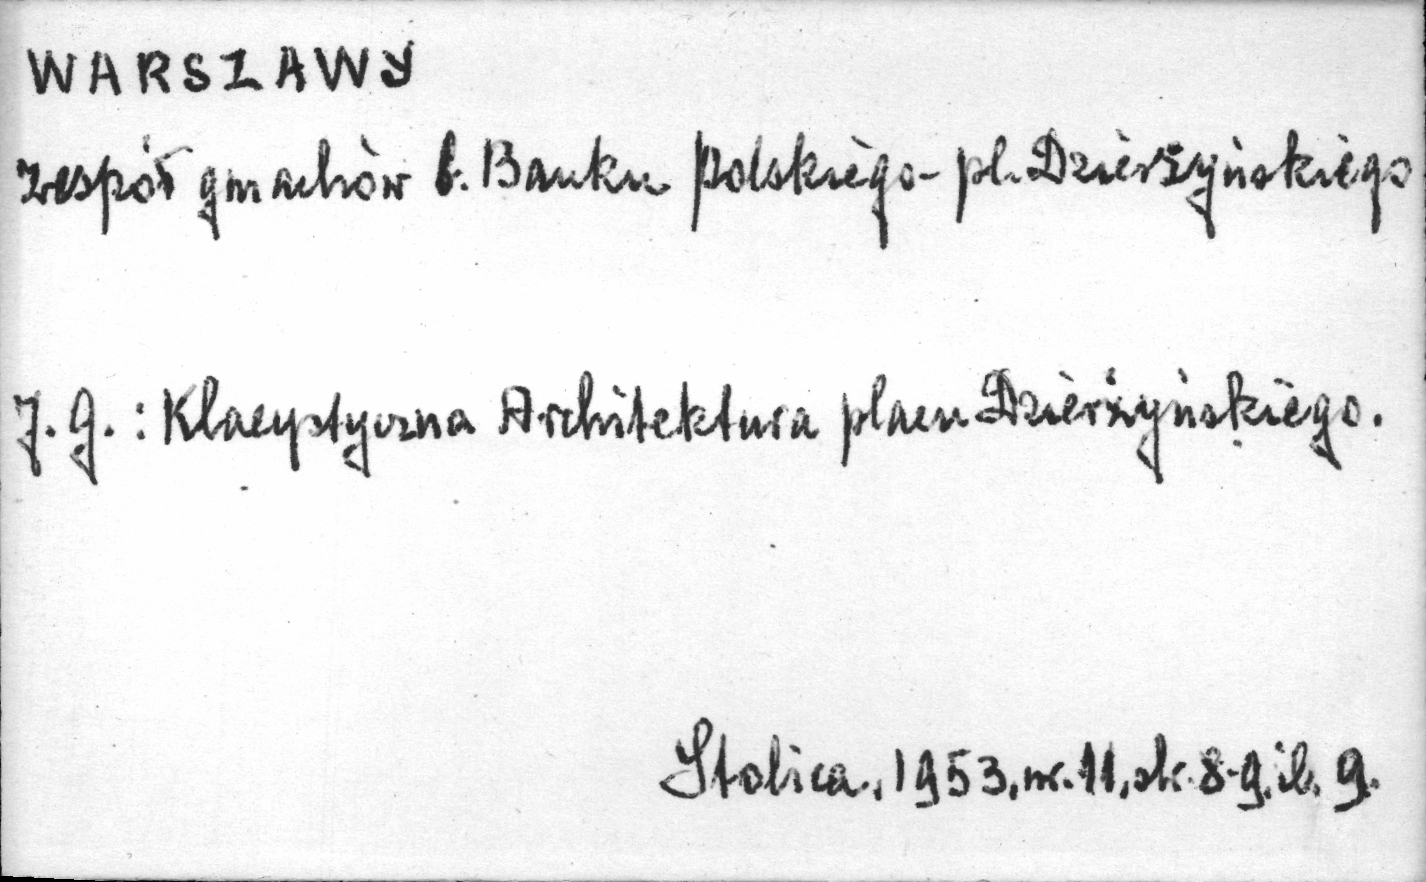 WARSZAWY
zespół gmachów b. Banku Polskiego - pl. Dzierżyńskiego
J. G. : Klacystyczna Architektura placu Dzierżyńskiego.
Stolica, 1953, nr. 11, str. 8-9, il. 9.